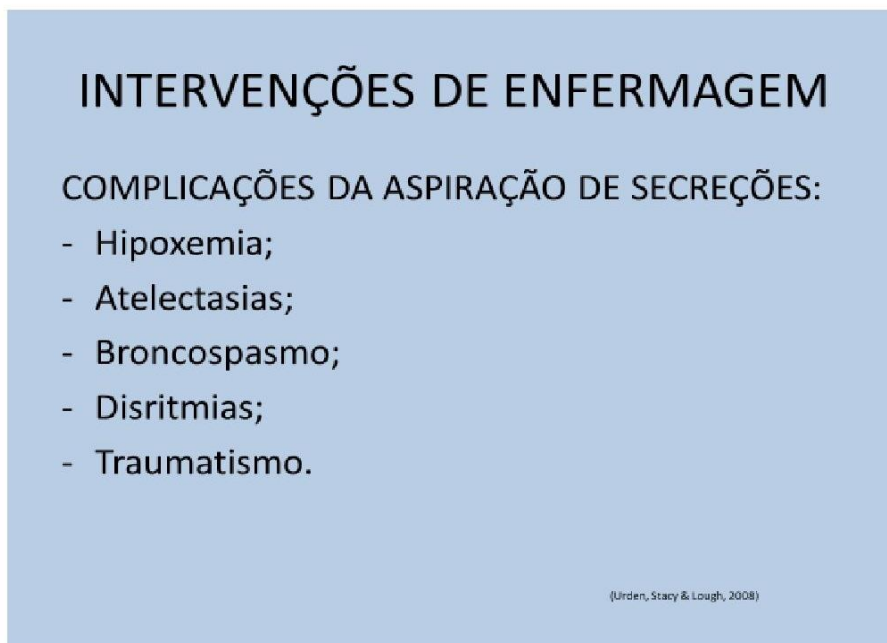 INTERVENÇÕES DE ENFERMAGEM
COMPLICAÇÕES DA ASPIRAÇÃO DE SECREÇÕES:
- Hipoxemia;
- Atelectasias;
- Broncospasmo;
- Disritmias;
- Traumatismo.
(Urden, Stacy & Lough, 2008)